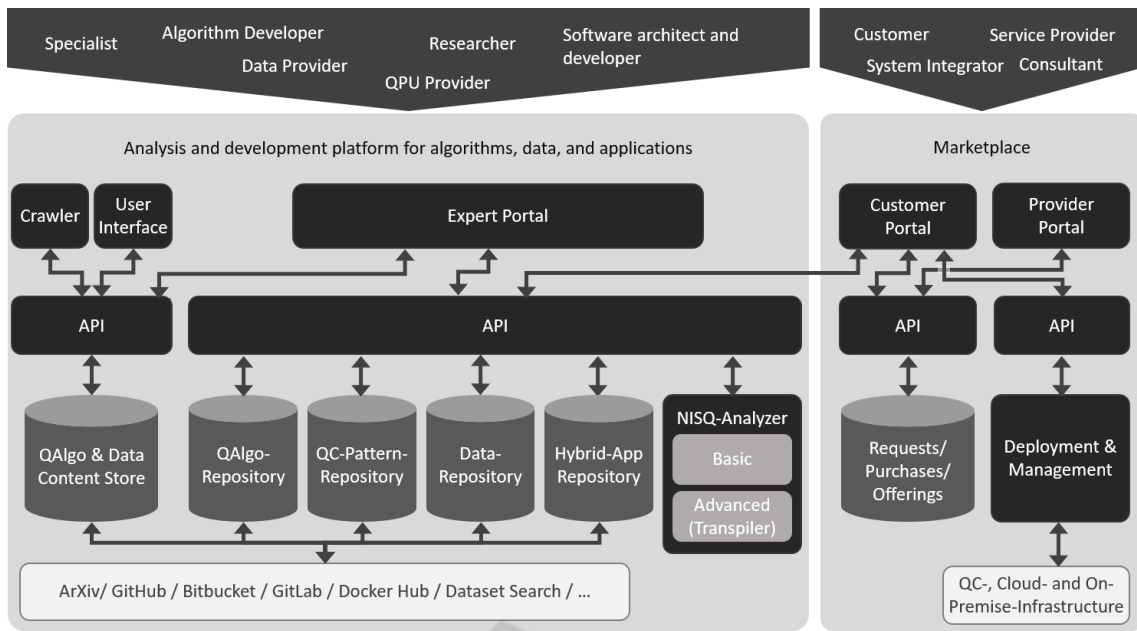 Specialist
Algorithm Developer
Data Provider
Researcher
QPU Provider
Software architect and
developer
Customer
Service Provider
System Integrator
Consultant
Analysis and development platform for algorithms, data, and applications
Crawler
User
Interface
Expert Portal
API
API
QAlgo & Data
Content Store
QAlgo-
Repository
QC-Pattern-
Repository
Data-
Repository
Hybrid-App
Repository
NISQ-Analyzer
Basic
Advanced
(Transpiler)
ArXiv/ GitHub / Bitbucket / GitLab / Docker Hub / Dataset Search / ...
Marketplace
Customer
Portal
Provider
Portal
API
API
Requests/
Purchases/
Offerings
Deployment &
Management
QC-, Cloud- and On-
Premise-Infrastructure